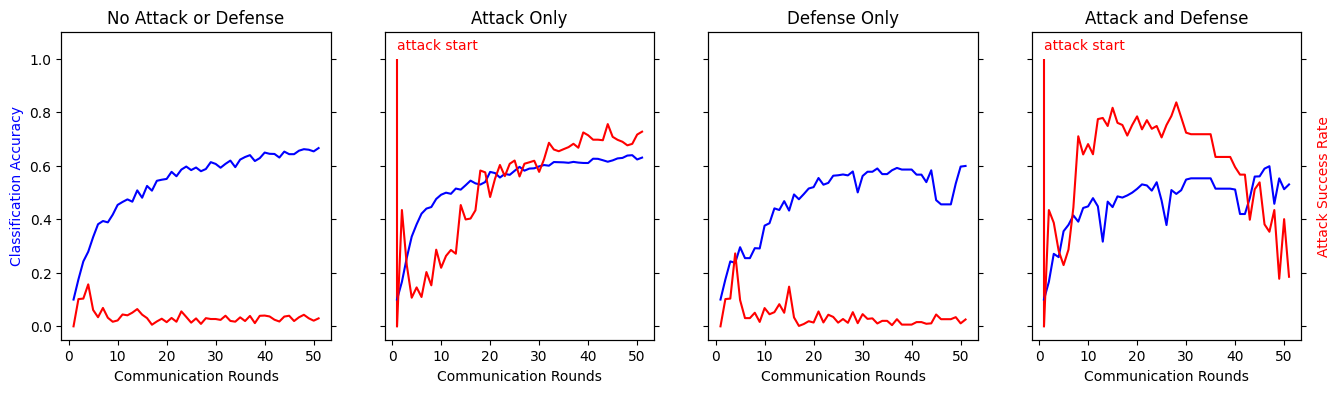 No Attack or Defense
Attack Only
Defense Only
Attack and Defense
attack start
attack start
Classification Accuracy
1.0
0.8
0.6
0.4
0.2
0.0
Attack Success Rate
0 10 20 30 40 50
0 10 20 30 40 50
0 10 20 30 40 50
0 10 20 30 40 50
Communication Rounds
Communication Rounds
Communication Rounds
Communication Rounds